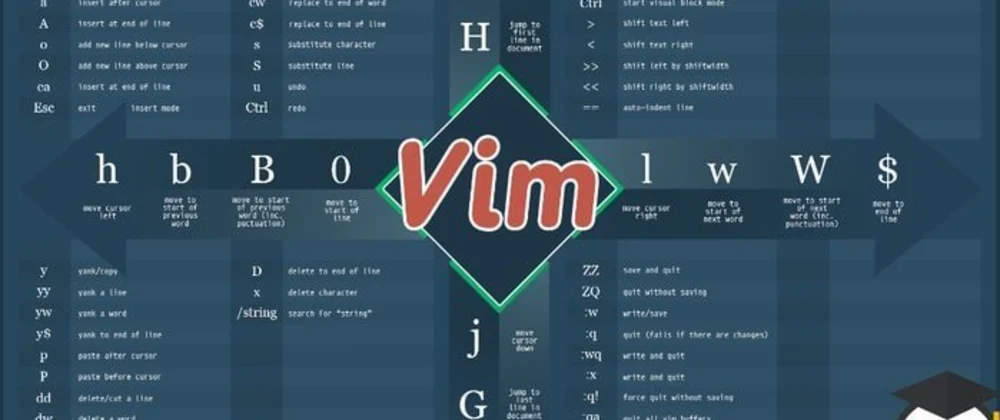 a insert after cursor
A insert at end of line
o add new line below cursor
O add new line above cursor
ea insert at end of line
Esc exit insert mode
cw replace to end of word
c$ replace to end of line
s substitute character
S substitute line
u undo
Ctrl redo
H
jump to
first
line in
document
Ctrl start visual block mode
> shift text left
< shift text right
>> shift left by shiftwidth
<< shift right by shiftwidth
== auto-indent line
h
move cursor
left
b
move to
start of
previous
word
B
move to start
of previous
word (inc.
puctuation)
0
move to
start of
line
Vim
l
move cursor
right
w
move to
start of
next word
W
move to start
of next
word (inc.
punctuation)
$
move to
end of
line
y yank/copy
yy yank a line
yw yank a word
y$ yank to end of line
p paste after cursor
P paste before cursor
dd delete/cut a line
dw delete a word
D delete to end of line
x delete character
/string search for "string"
j
move
cursor
down
G
jump to
last
line in
document
ZZ save and quit
ZQ quit without saving
:w write/save
:q quit (fails if there are changes)
:wq write and quit
:x write and quit
:q! force quit without saving
:qa quit all vim buffers